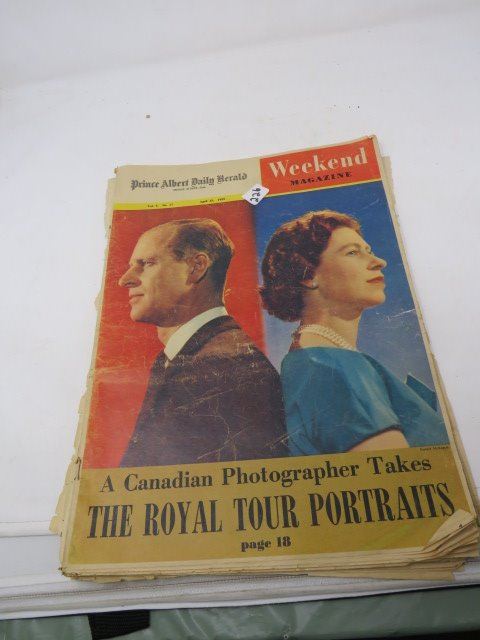 Prince Albert Daily Herald
Weekend
MAGAZINE
A Canadian Photographer Takes
THE ROYAL TOUR PORTRAITS
page 18